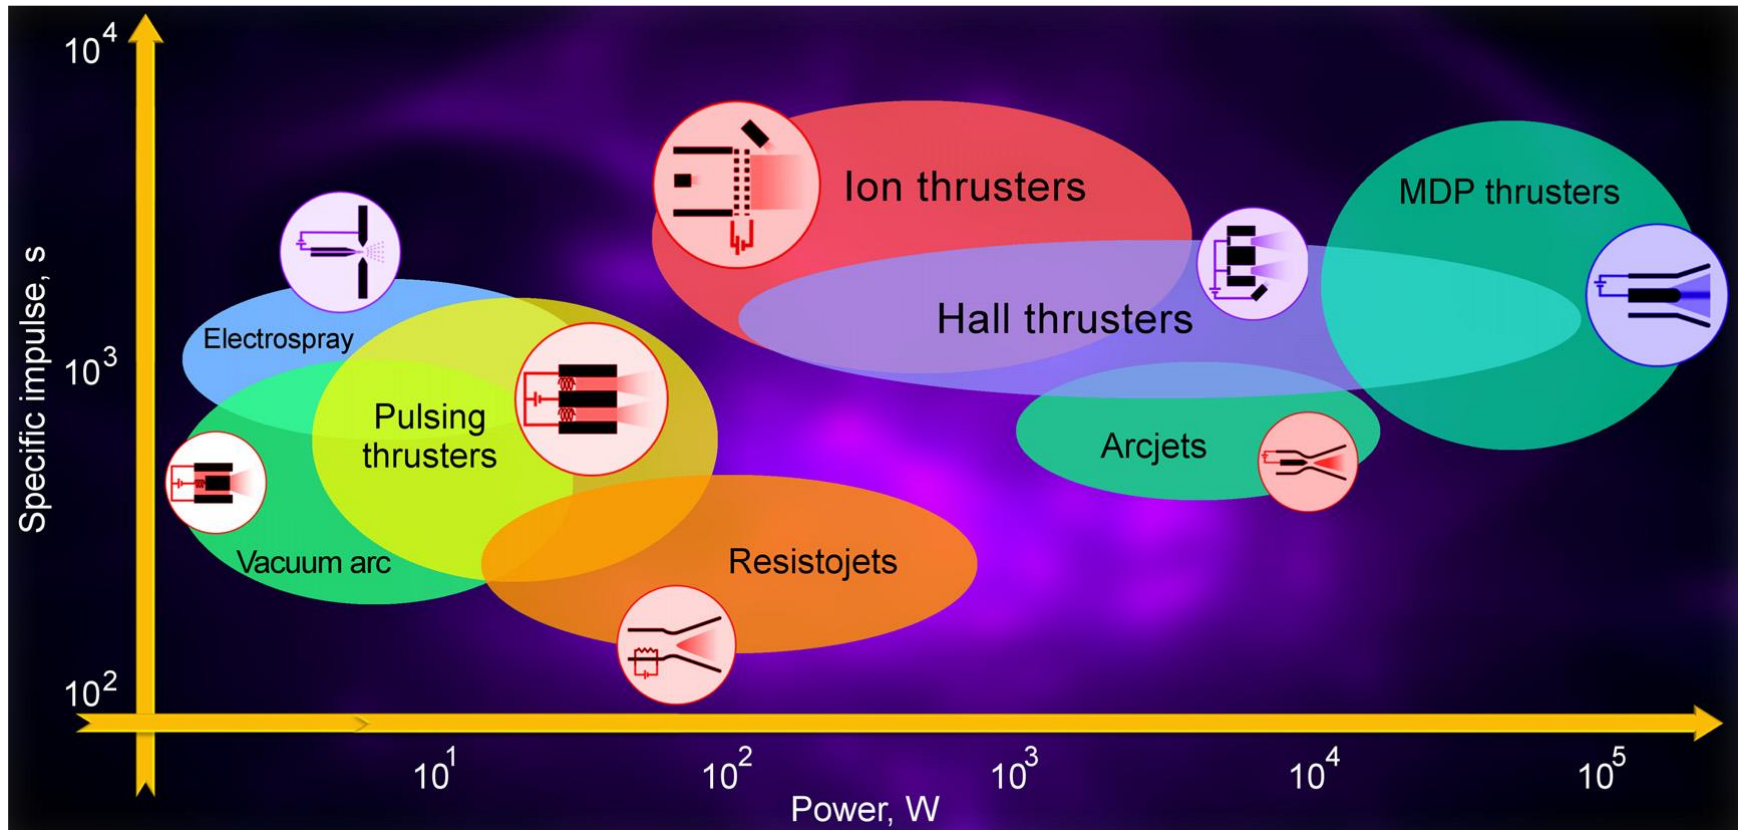 10⁴
Ion thrusters
MDP thrusters
Specific impulse, s
Electrospray
Hall thrusters
10³
Pulsing
thrusters
Arcjets
Vacuum arc
Resistojets
10²
10¹
10²
10³
10⁴
10⁵
Power, W